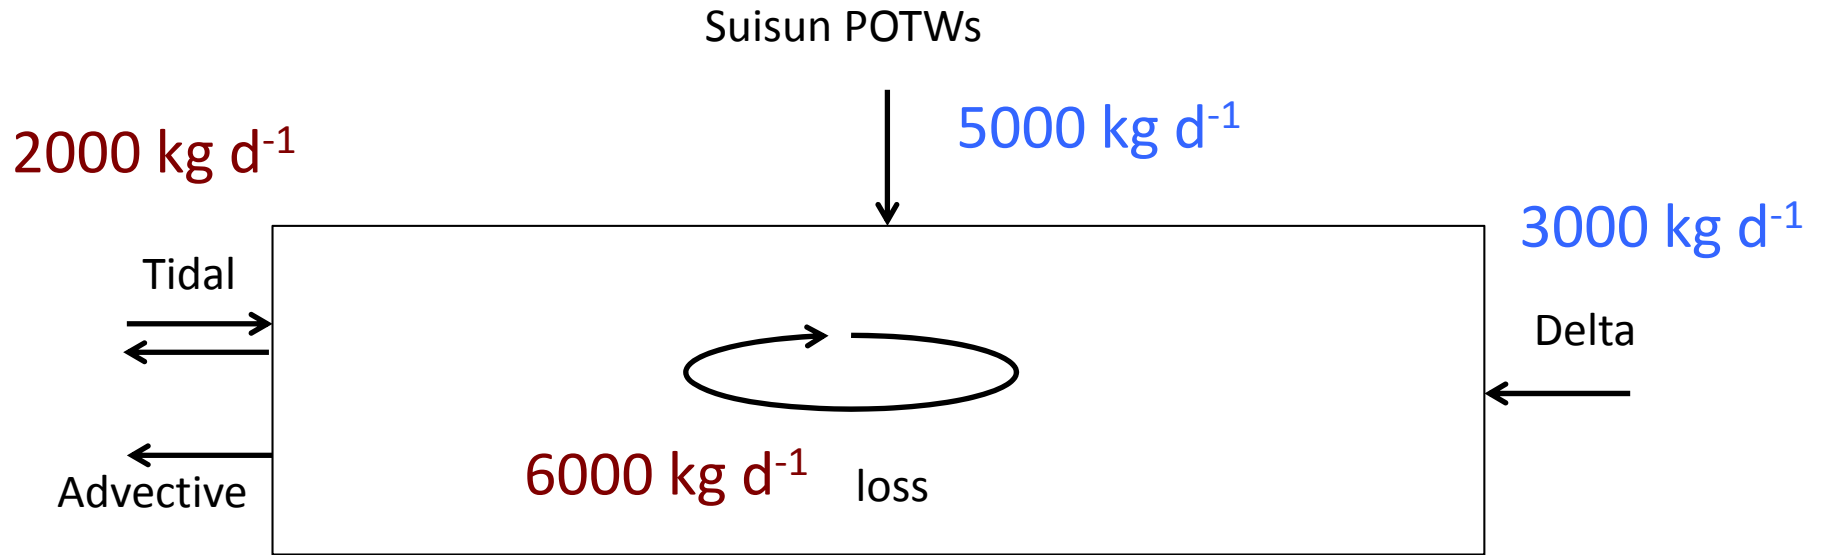 Suisun POTWs
5000 kg d-1
2000 kg d-1
3000 kg d-1
Tidal
Delta
6000 kg d-1
loss
Advective